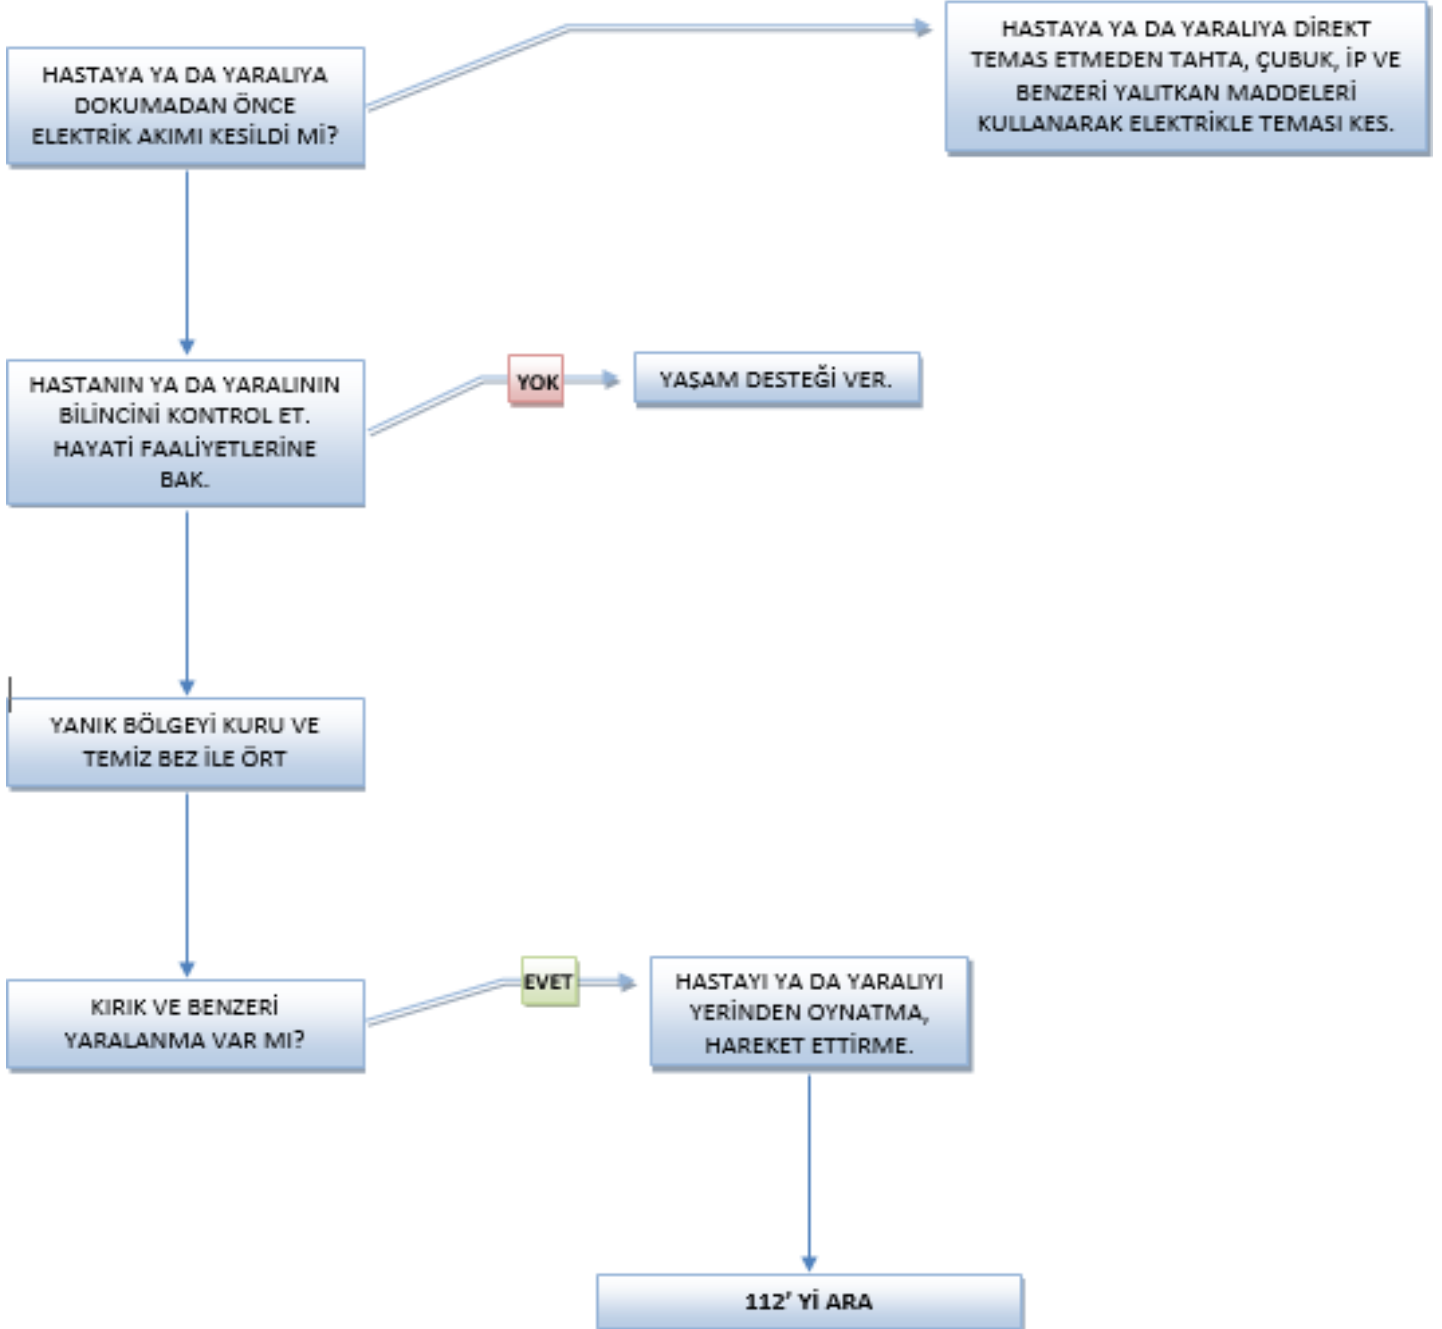 HASTAYA YA DA YARALIYA
DOKUMADAN ÖNCE
ELEKTRİK AKIMI KESİLDİ Mİ?
HASTAYA YA DA YARALIYA DİREKT
TEMAS ETMEDEN TAHTA, ÇUBUK, İP VE
BENZERİ YALITKAN MADDELERİ
KULLANARAK ELEKTRİKLE TEMASI KES.
HASTANIN YA DA YARALININ
BİLİNCİNİ KONTROL ET.
HAYATİ FAALİYETLERİNE
BAK.
YOK
YAŞAM DESTEĞİ VER.
YANIK BÖLGEYİ KURU VE
TEMİZ BEZ İLE ÖRT
KIRIK VE BENZERİ
YARALANMA VAR MI?
EVET
HASTAYI YA DA YARALIYI
YERİNDEN OYNATMA,
HAREKET ETTİRME.
112' Yİ ARA